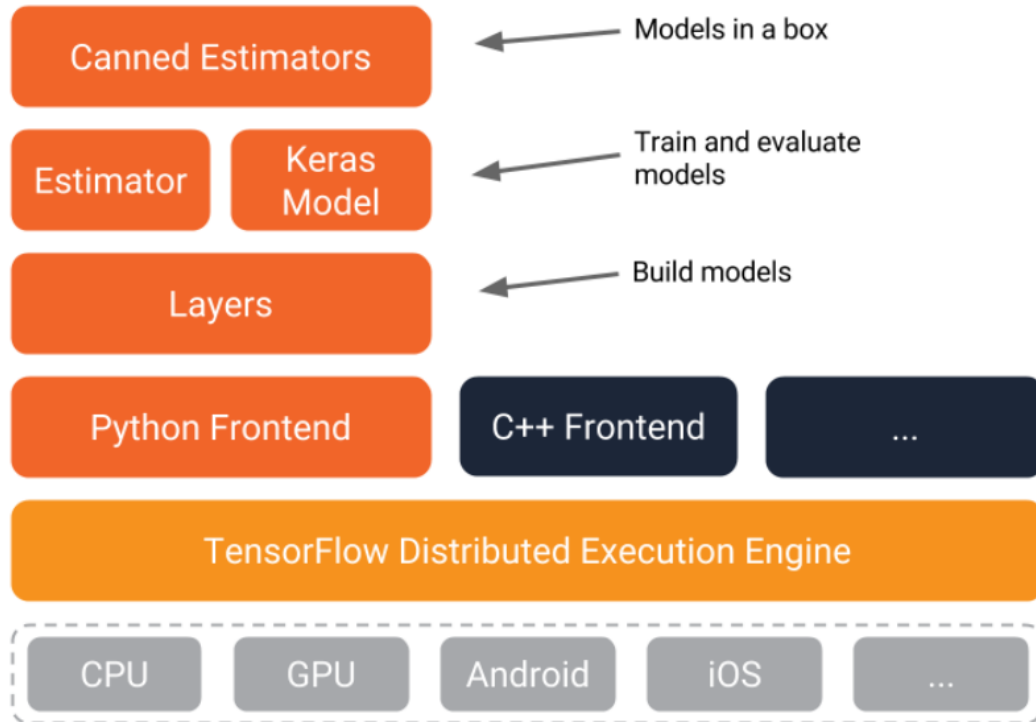 Canned Estimators
Models in a box
Estimator
Keras
Model
Train and evaluate
models
Layers
Build models
Python Frontend
C++ Frontend
...
TensorFlow Distributed Execution Engine
CPU
GPU
Android
iOS
...